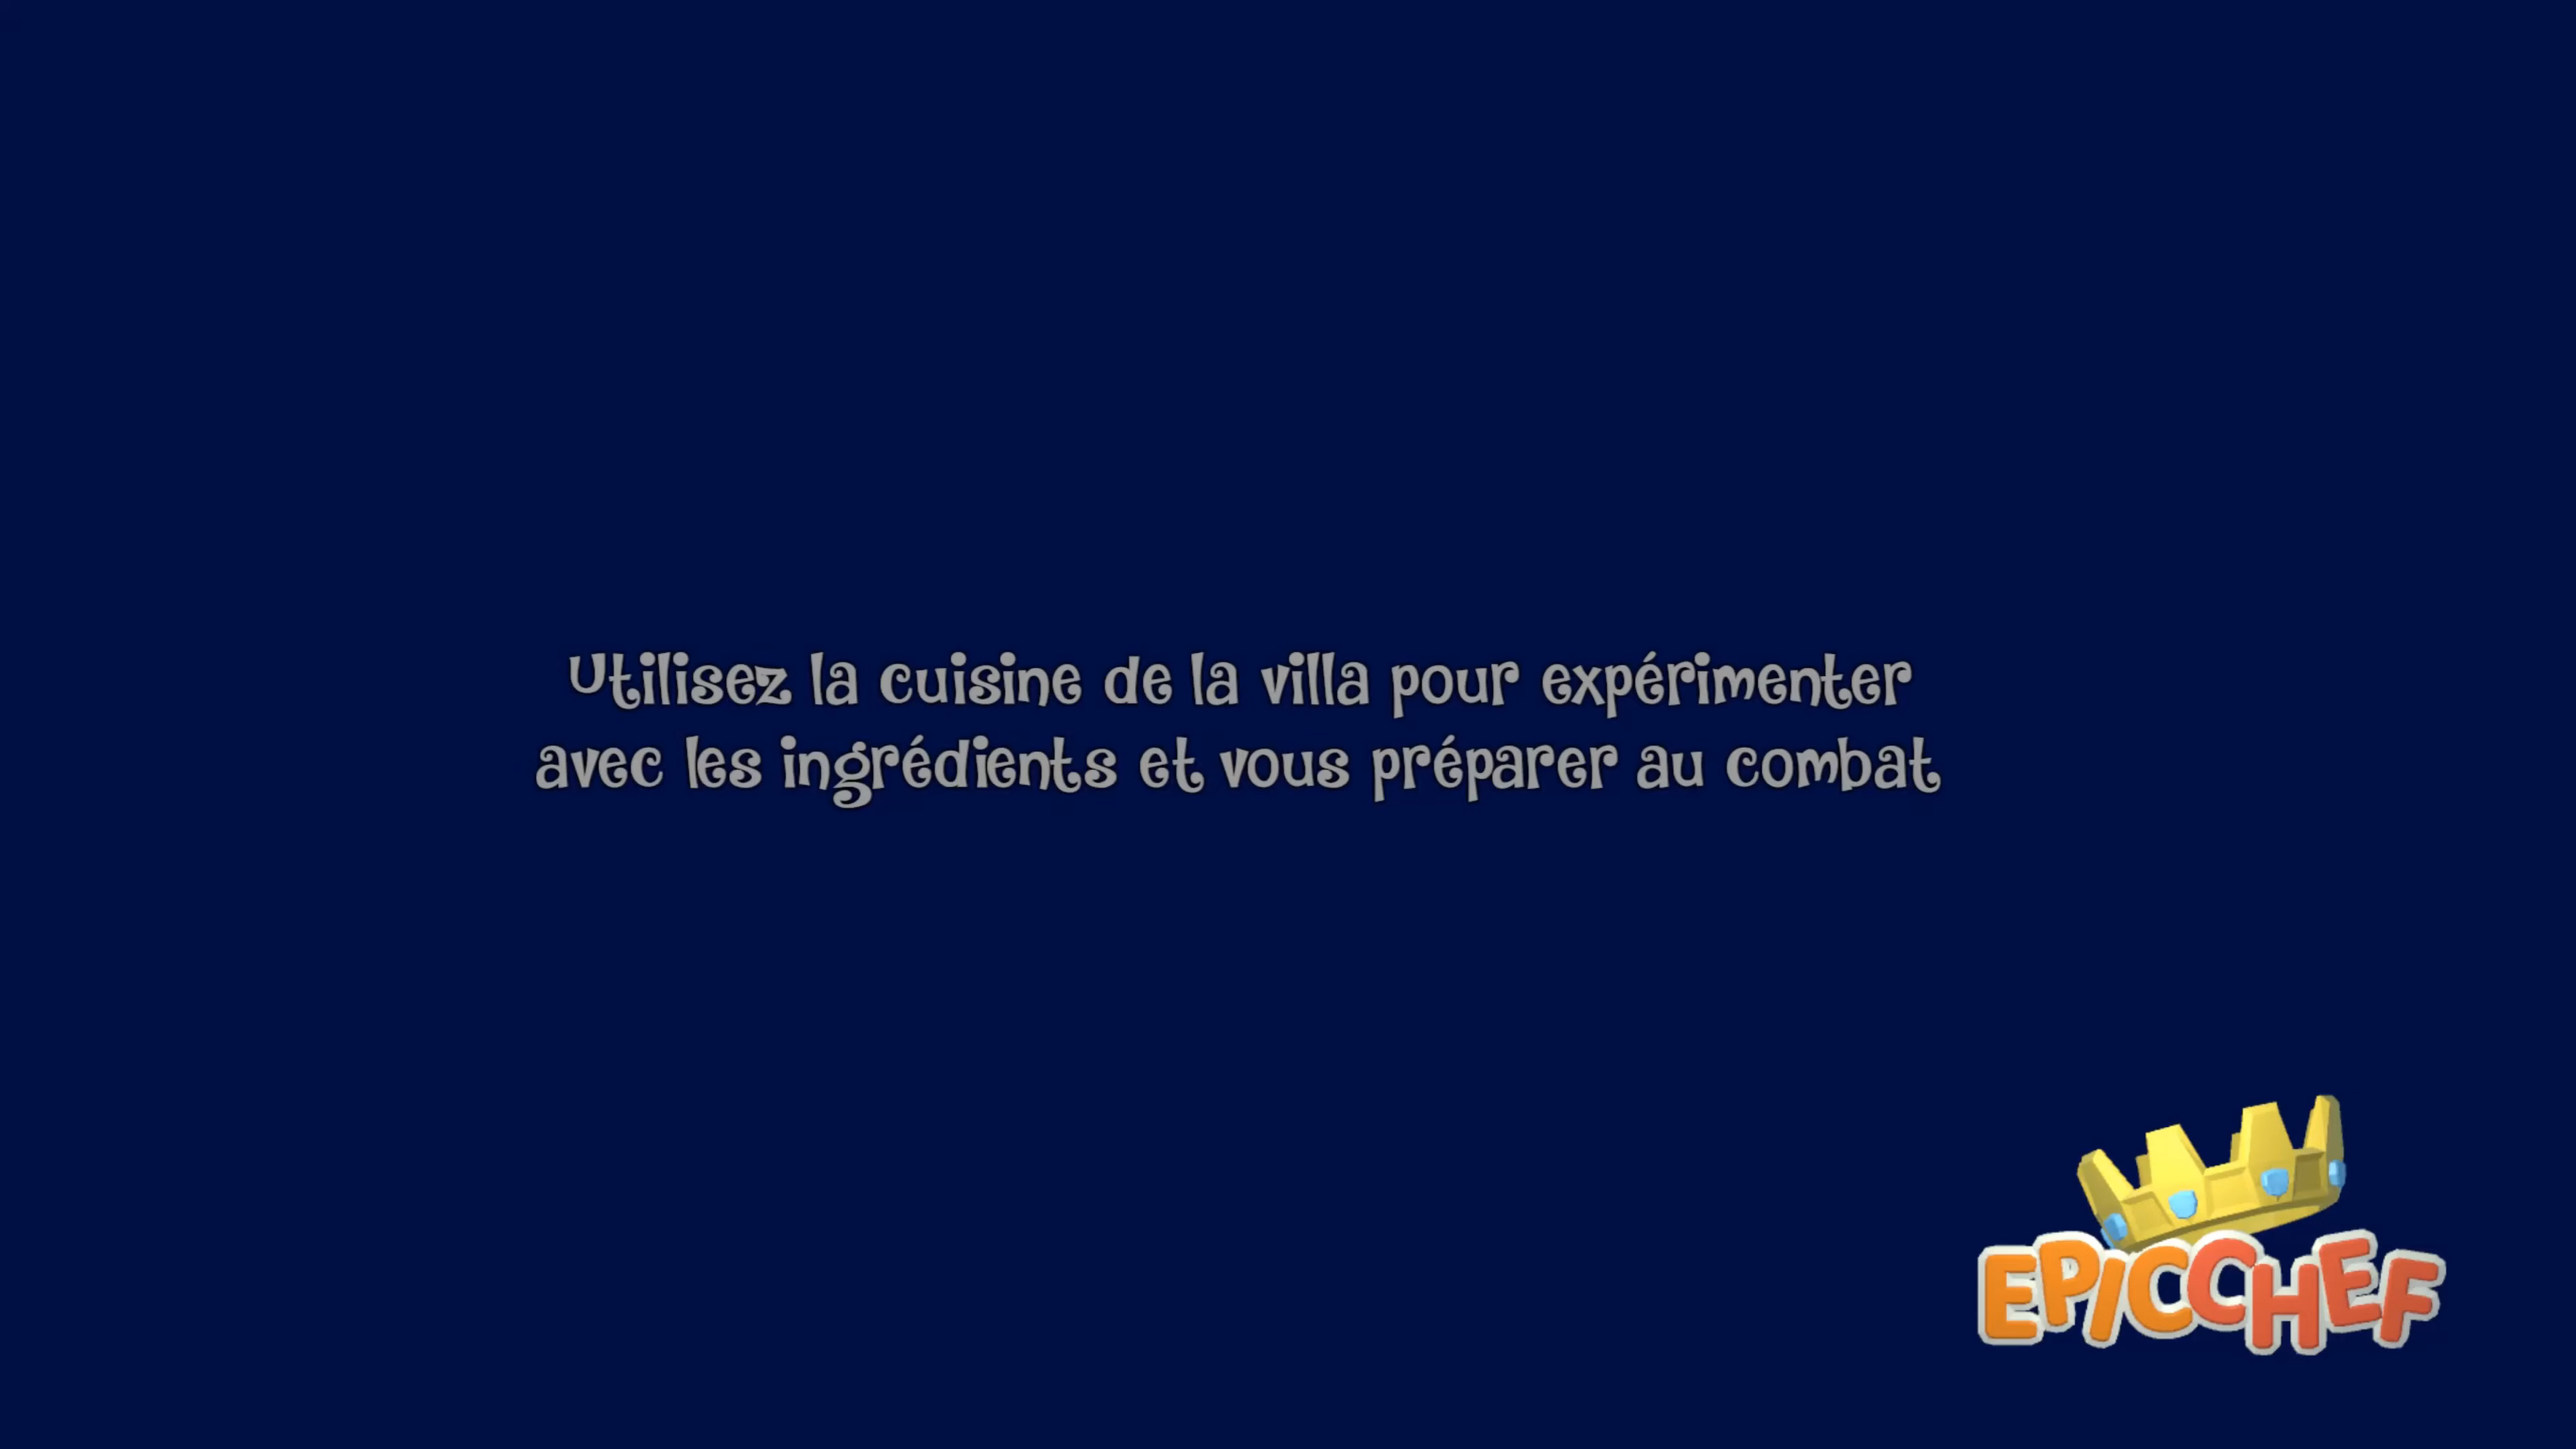 Utilisez la cuisine de la villa pour expérimenter
avec les ingrédients et vous préparer au combat
EPICCHEF